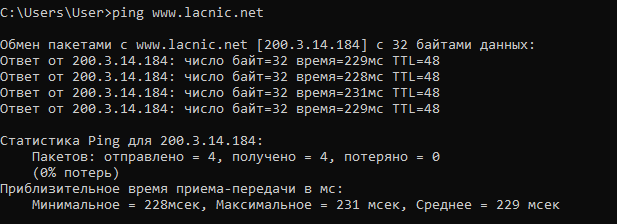 C:\Users\User>ping www.lacnic.net
Обмен пакетами с www.lacnic.net [200.3.14.184] с 32 байтами данных:
Ответ от 200.3.14.184: число байт=32 время=229мс TTL=48
Ответ от 200.3.14.184: число байт=32 время=228мс TTL=48
Ответ от 200.3.14.184: число байт=32 время=231мс TTL=48
Ответ от 200.3.14.184: число байт=32 время=229мс TTL=48
Статистика Ping для 200.3.14.184:
Пакетов: отправлено = 4, получено = 4, потеряно = 0
(0% потерь)
Приблизительное время приема-передачи в мс:
Минимальное = 228мсек, Максимальное = 231 мсек, Среднее = 229 мсек